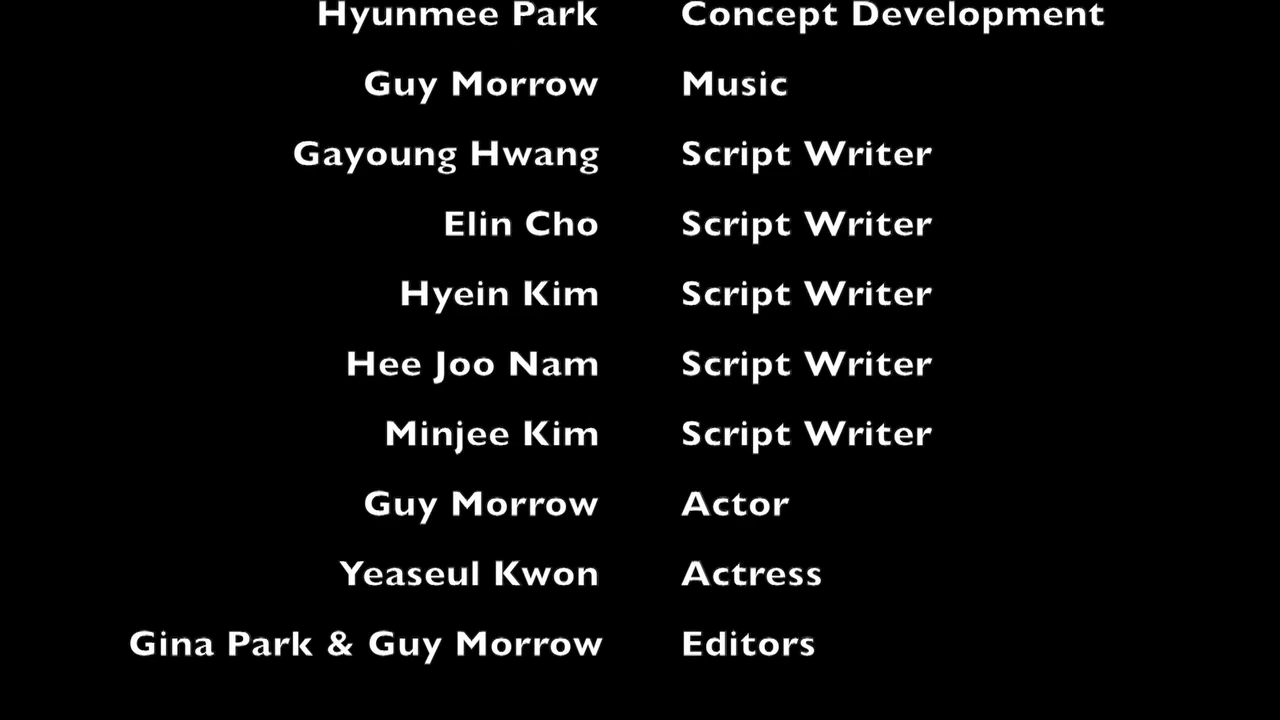 Hyunmee Park Concept Development
Guy Morrow Music
Gayoung Hwang Script Writer
Elin Cho Script Writer
Hyein Kim Script Writer
Hee Joo Nam Script Writer
Minjee Kim Script Writer
Guy Morrow Actor
Yeaseul Kwon Actress
Gina Park & Guy Morrow Editors